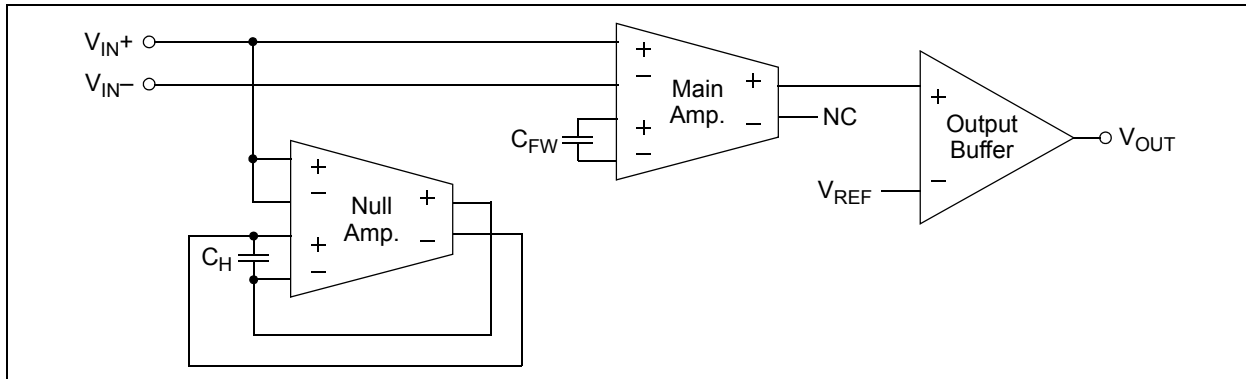 V_IN+
V_IN−
+
−
+
−
Main
Amp.
+
−
NC
C_FW
+
−
Output
Buffer
V_OUT
V_REF
+
−
+
−
Null
Amp.
+
−
C_H